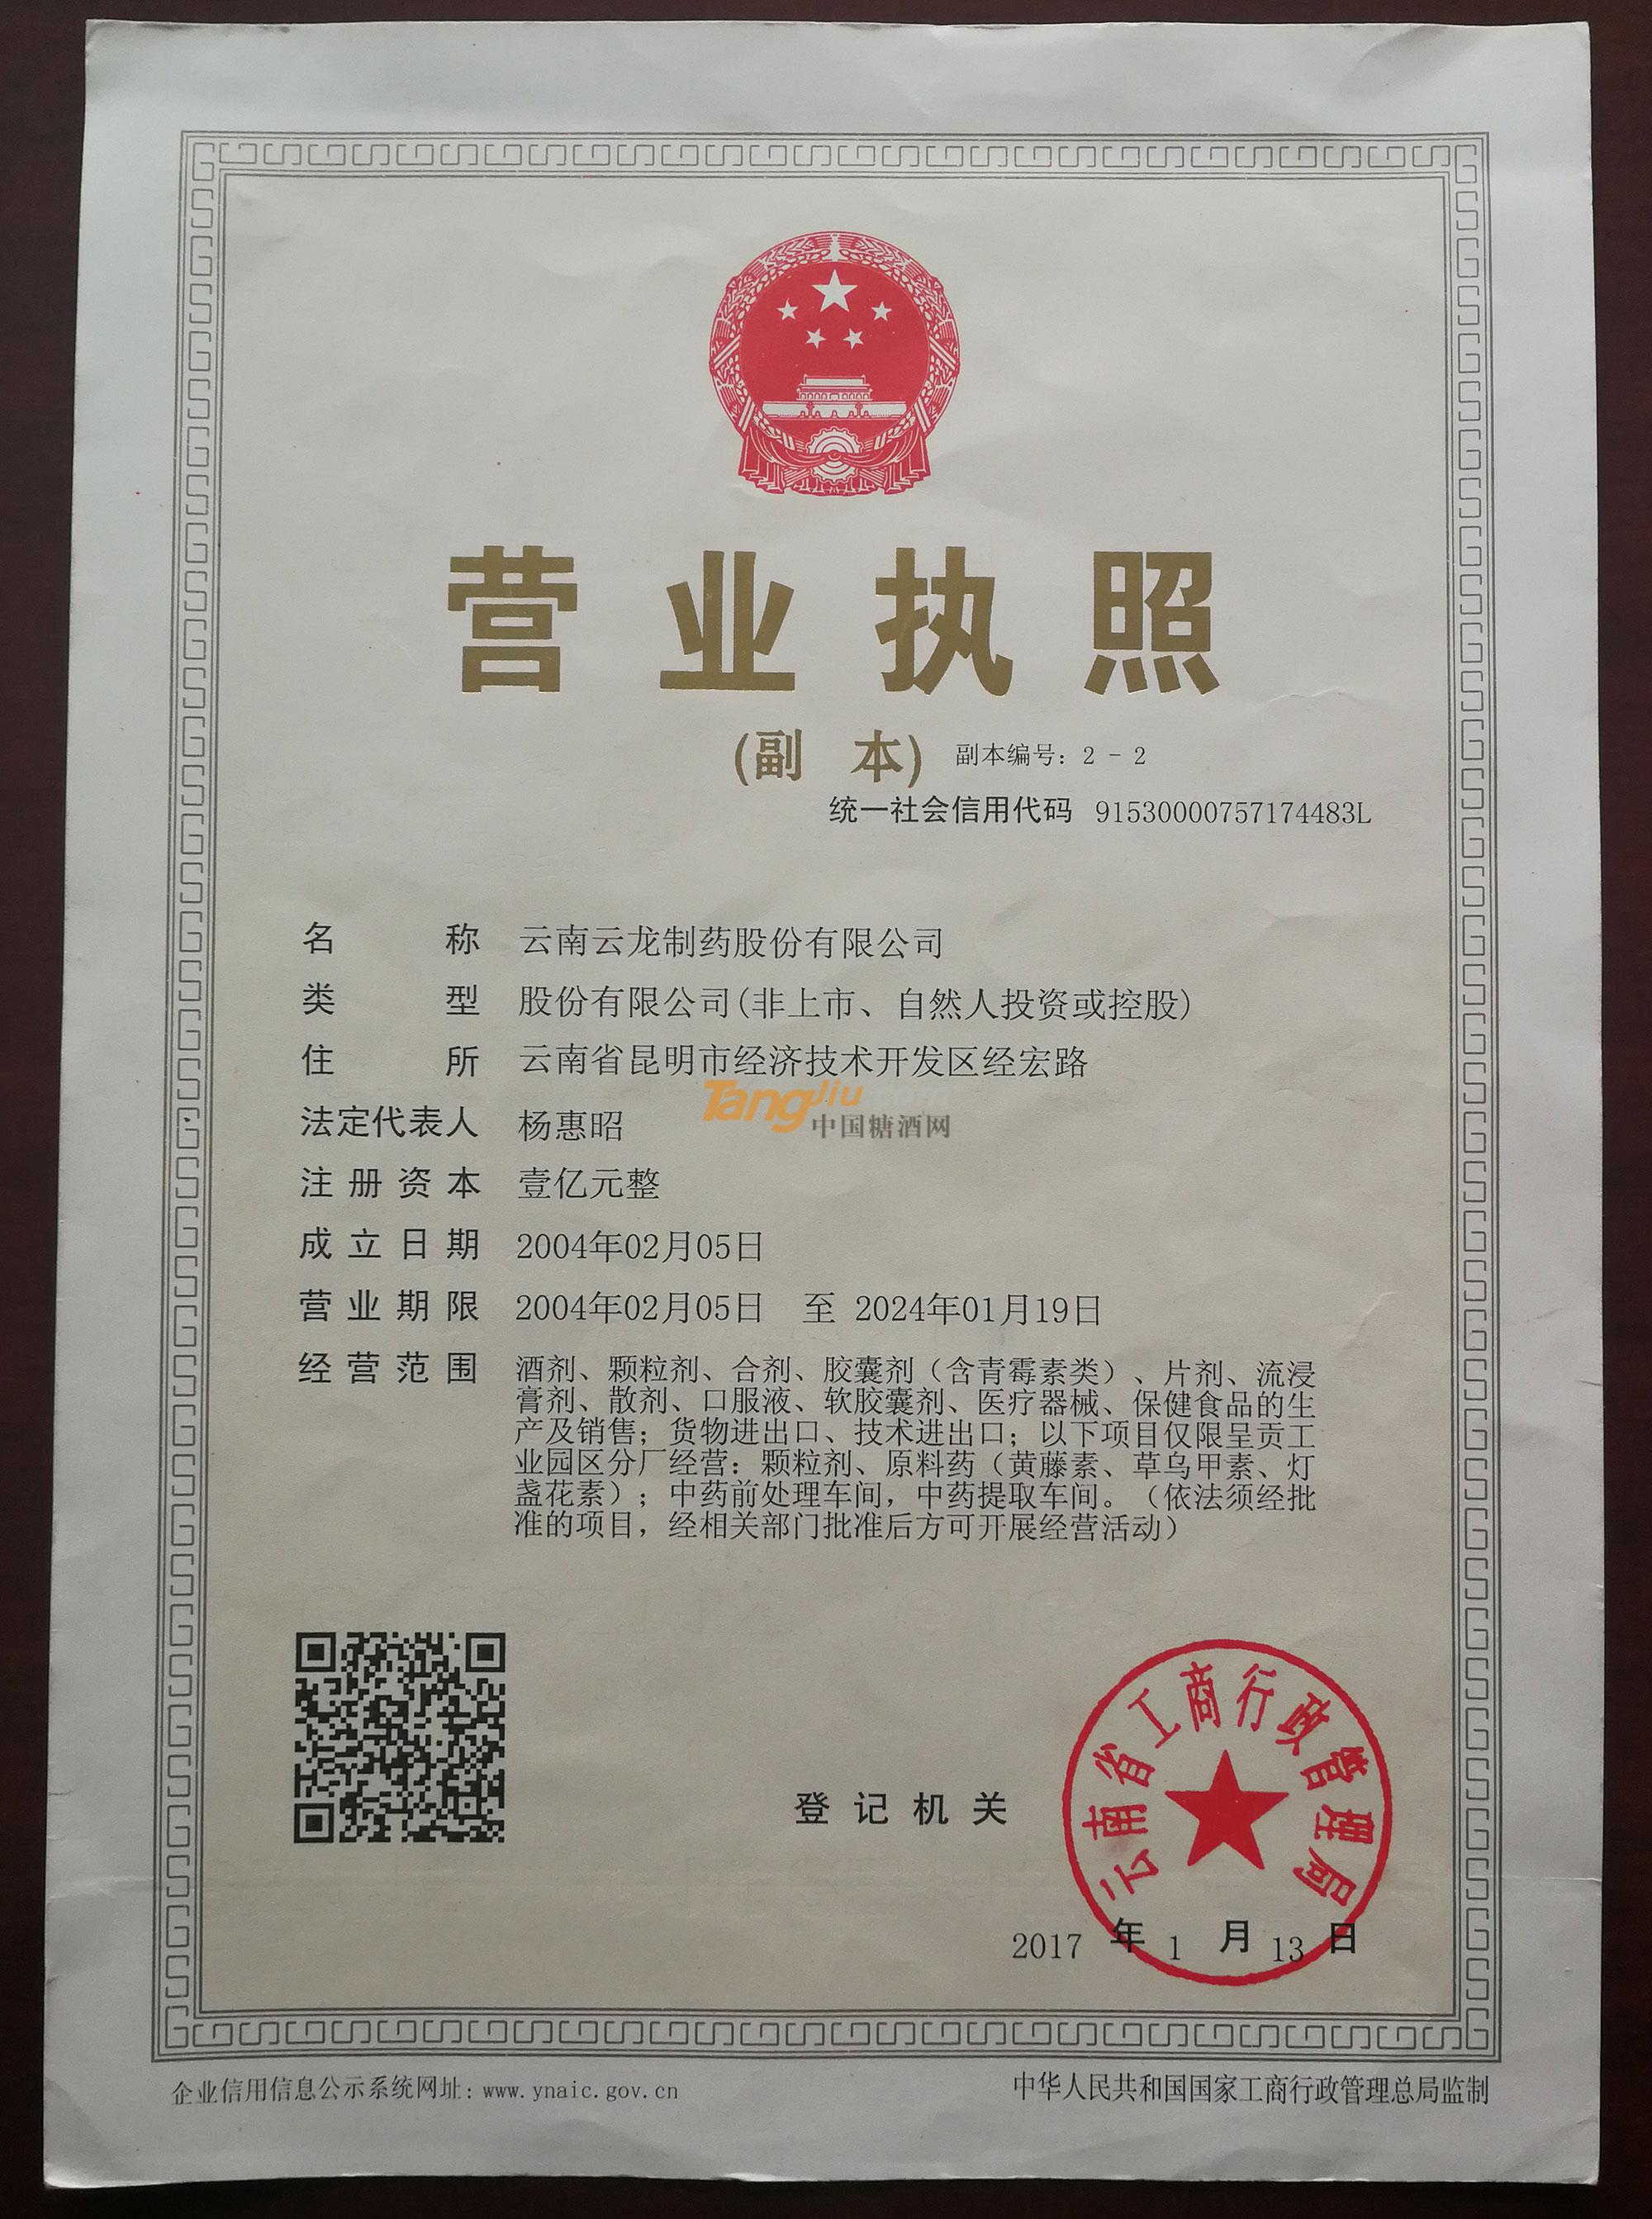 营业执照
(副 本) 副本编号：2 - 2
统一社会信用代码 91530000757174483L
名称 云南云龙制药股份有限公司
类型 股份有限公司(非上市、自然人投资或控股)
住所 云南省昆明市经济技术开发区经宏路
TangJiu.com
中国糖酒网
法定代表人 杨惠昭
注册资本 壹亿元整
成立日期 2004年02月05日
营业期限 2004年02月05日 至 2024年01月19日
经营范围 酒剂、颗粒剂、合剂、胶囊剂（含青霉素类）、片剂、流浸
膏剂、散剂、口服液、软胶囊剂、医疗器械、保健食品的生
产及销售；货物进出口、技术进出口；以下项目仅限呈贡工
业园区分厂经营：颗粒剂、原料药（黄藤素、草乌甲素、灯
盏花素）；中药前处理车间，中药提取车间。（依法须经批
准的项目，经相关部门批准后方可开展经营活动）
登记机关
云南省工商行政管理局
2017 年 1 月 13 日
企业信用信息公示系统网址：www.ynaic.gov.cn
中华人民共和国国家工商行政管理总局监制